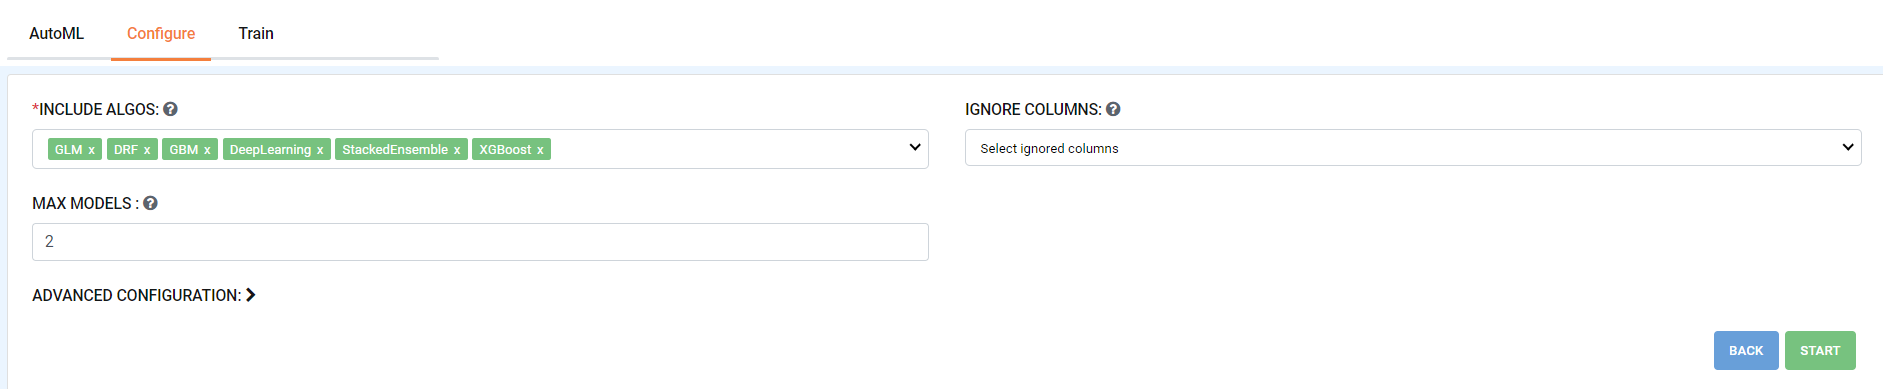 AutoML Configure Train
*INCLUDE ALGOS:
GLM x DRF x GBM x DeepLearning x StackedEnsemble x XGBoost x
IGNORE COLUMNS:
Select ignored columns
MAX MODELS :
2
ADVANCED CONFIGURATION:
BACK START